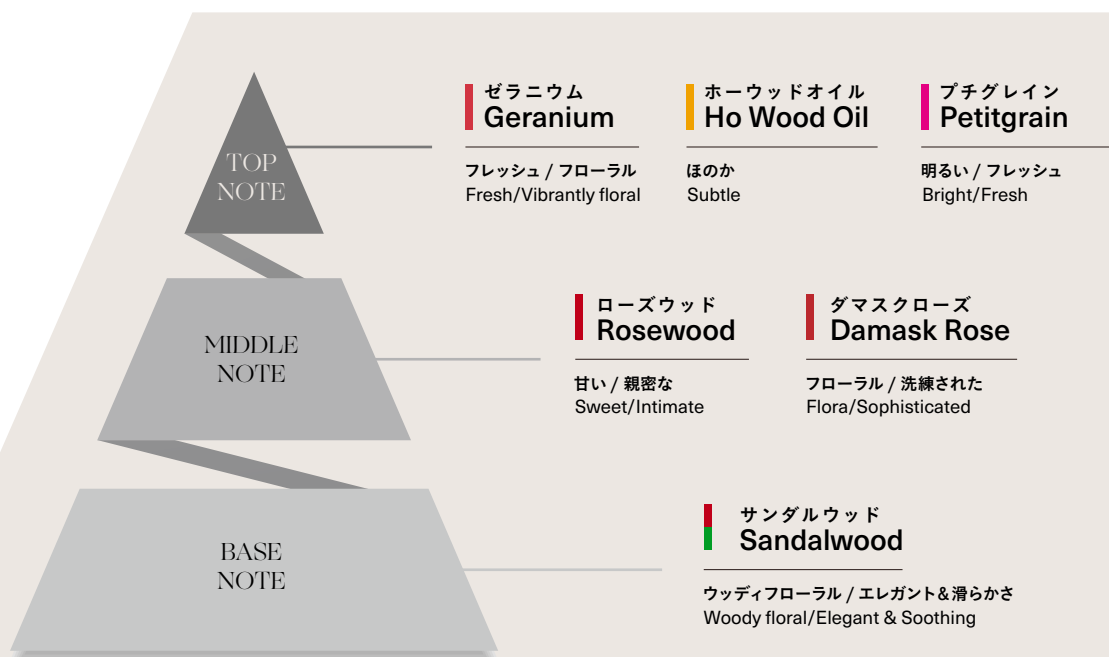 TOP
NOTE
ゼラニウム
Geranium
フレッシュ / フローラル
Fresh/Vibrantly floral
ホーウッドオイル
Ho Wood Oil
ほのか
Subtle
プチグレイン
Petitgrain
明るい / フレッシュ
Bright/Fresh
MIDDLE
NOTE
ローズウッド
Rosewood
甘い / 親密な
Sweet/Intimate
ダマスクローズ
Damask Rose
フローラル / 洗練された
Flora/Sophisticated
BASE
NOTE
サンダルウッド
Sandalwood
ウッディフローラル / エレガント&滑らかさ
Woody floral/Elegant & Soothing